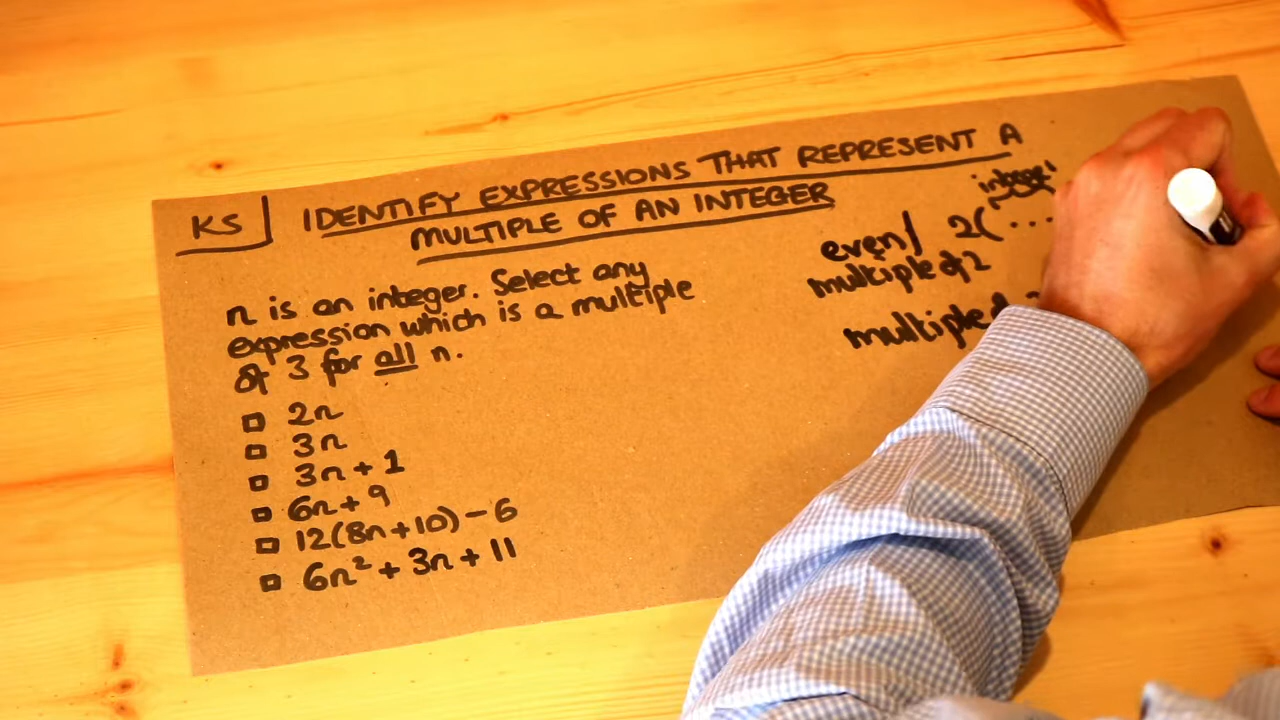 KS
IDENTIFY EXPRESSIONS THAT REPRESENT A
MULTIPLE OF AN INTEGER
n is an integer. Select any
expression which is a multiple
of 3 for all n.
2n
3n
3n + 1
6n + 9
12(8n+10) - 6
6n² + 3n + 11
integer
even/ 2(...
multiple of 2
multiple of